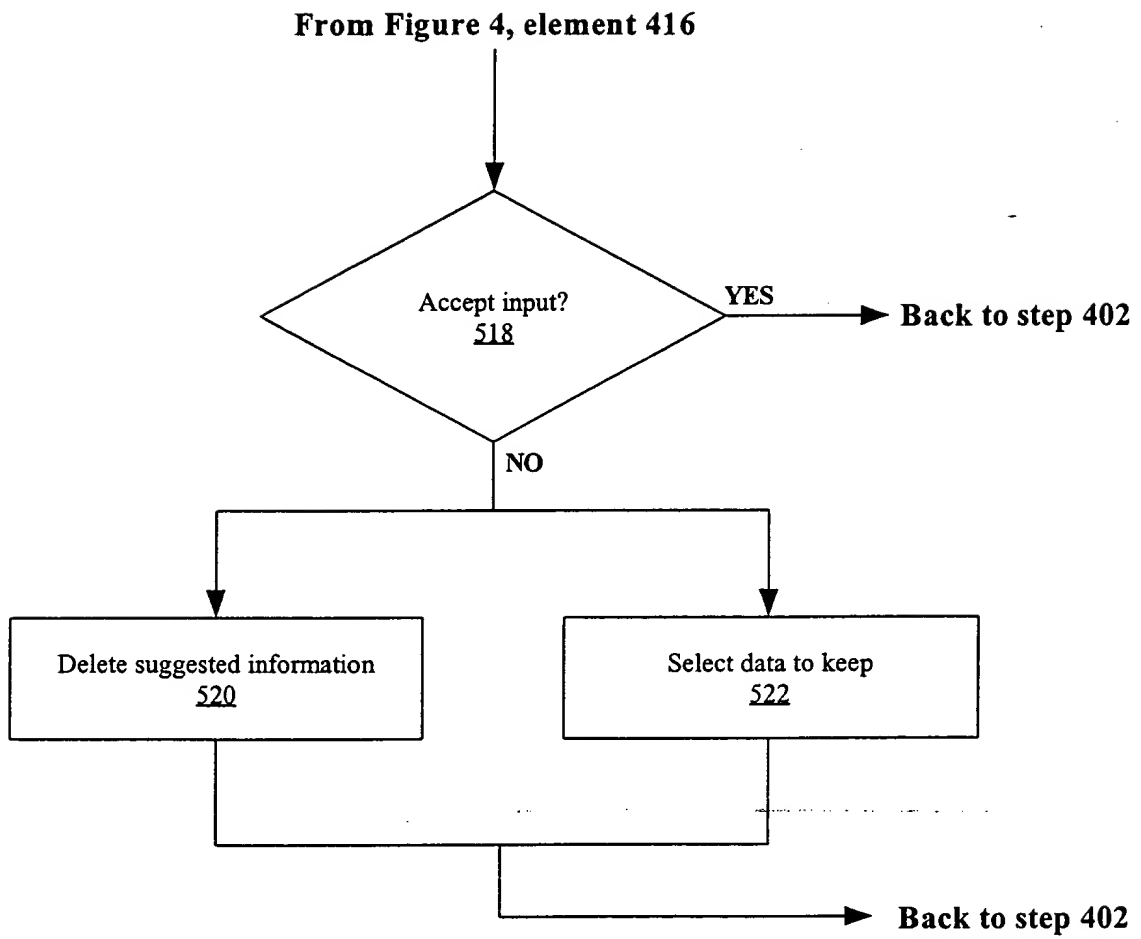 From Figure 4, element 416
Accept input?
518
YES
Back to step 402
NO
Delete suggested information
520
Select data to keep
522
Back to step 402